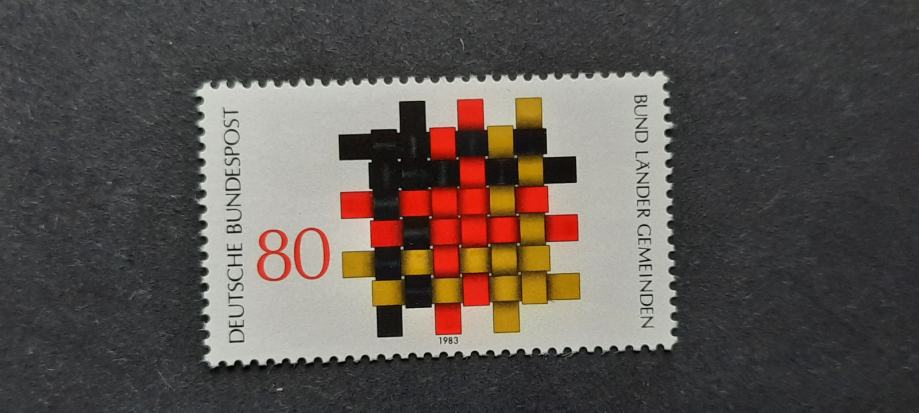 DEUTSCHE BUNDESPOST
80
1983
BUND LÄNDER GEMEINDEN